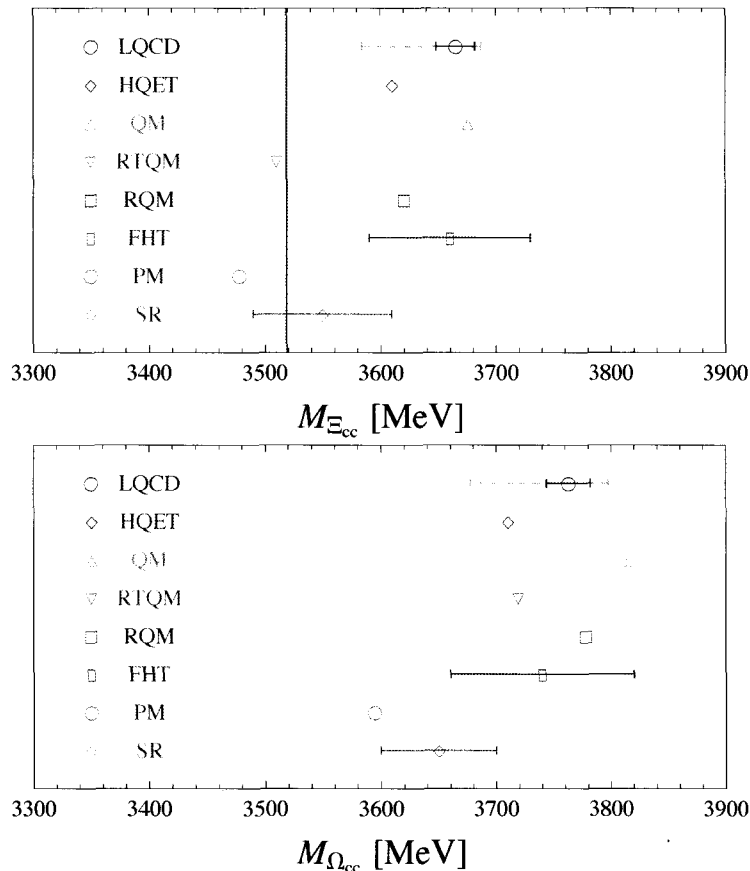 LQCD
HQET
QM
RTQM
RQM
FHT
PM
SR
3300 3400 3500 3600 3700 3800 3900
M_Ξcc [MeV]
LQCD
HQET
QM
RTQM
RQM
FHT
PM
SR
3300 3400 3500 3600 3700 3800 3900
M_Ωcc [MeV]